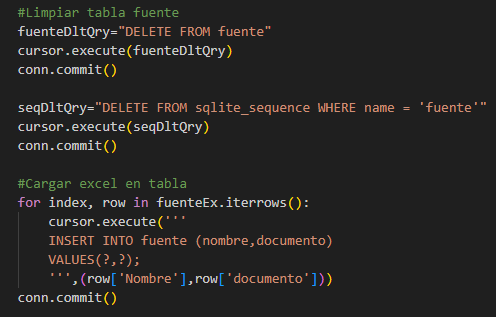 #Limpiar tabla fuente
fuenteDltQry="DELETE FROM fuente"
cursor.execute(fuenteDltQry)
conn.commit()

seqDltQry="DELETE FROM sqlite_sequence WHERE name = 'fuente'"
cursor.execute(seqDltQry)
conn.commit()

#Cargar excel en tabla
for index, row in fuenteEx.iterrows():
    cursor.execute('''
    INSERT INTO fuente (nombre,documento)
    VALUES(?,?);
    ''',(row['Nombre'],row['documento']))
conn.commit()